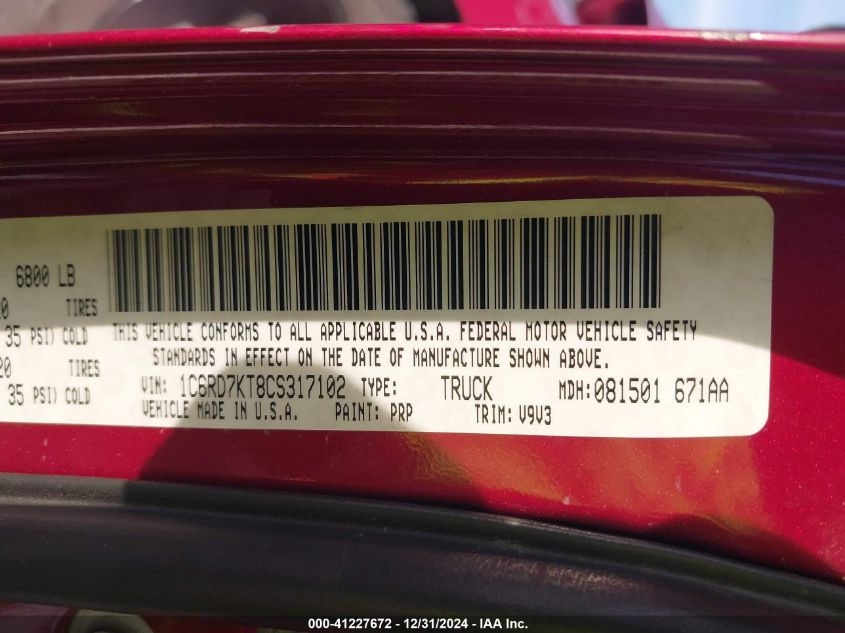 6800 LB
20 TIRES
35 PSI) COLD
20 TIRES
35 PSI) COLD
THIS VEHICLE CONFORMS TO ALL APPLICABLE U.S.A. FEDERAL MOTOR VEHICLE SAFETY
STANDARDS IN EFFECT ON THE DATE OF MANUFACTURE SHOWN ABOVE.
VIN: 1C6RD7KT8CS317102 TYPE: TRUCK MDH:081501 671AA
VEHICLE MADE IN U.S.A. PAINT: PRP TRIM: V9V3
000-41227672 - 12/31/2024 - IAA Inc.